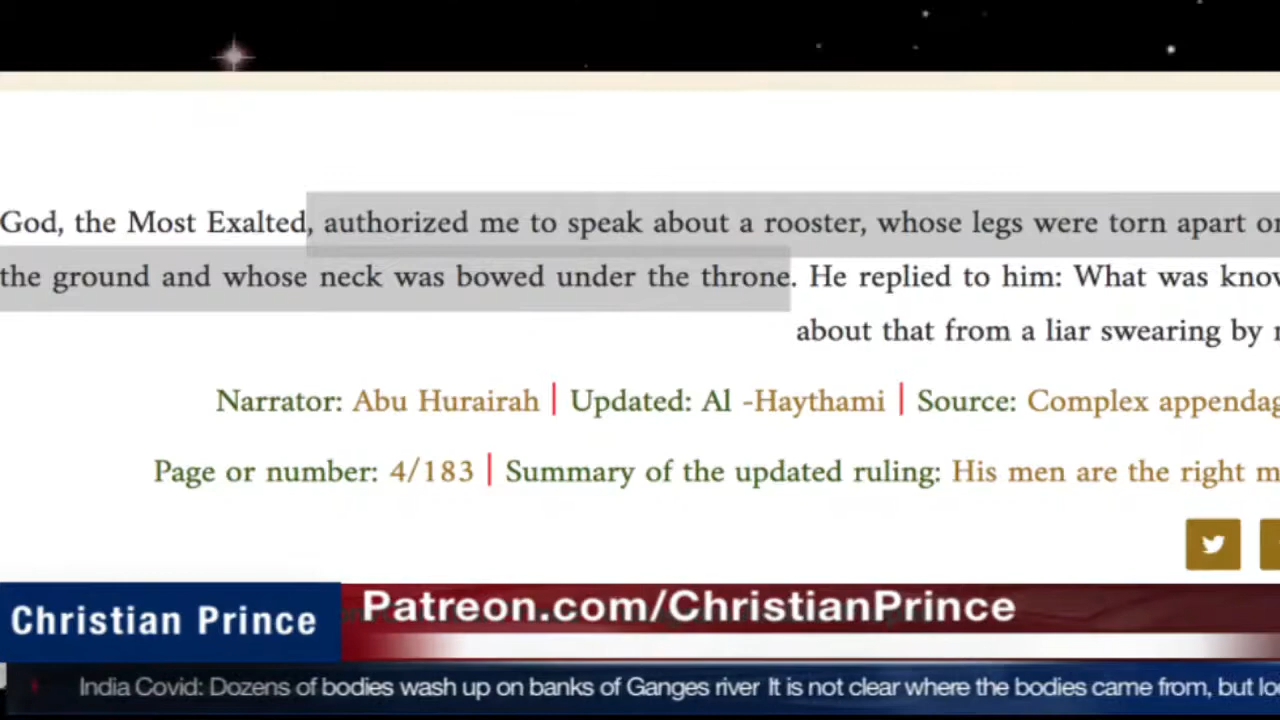 God, the Most Exalted, authorized me to speak about a rooster, whose legs were torn apart
the ground and whose neck was bowed under the throne. He replied to him: What was
about that from a liar swearing by
Narrator: Abu Hurairah | Updated: Al -Haythami | Source: Complex
Page or number: 4/183 | Summary of the updated ruling: His men are the right
Christian Prince
Patreon.com/ChristianPrince
India Covid: Dozens of bodies wash up on banks of Ganges river It is not clear where the bodies came from, but